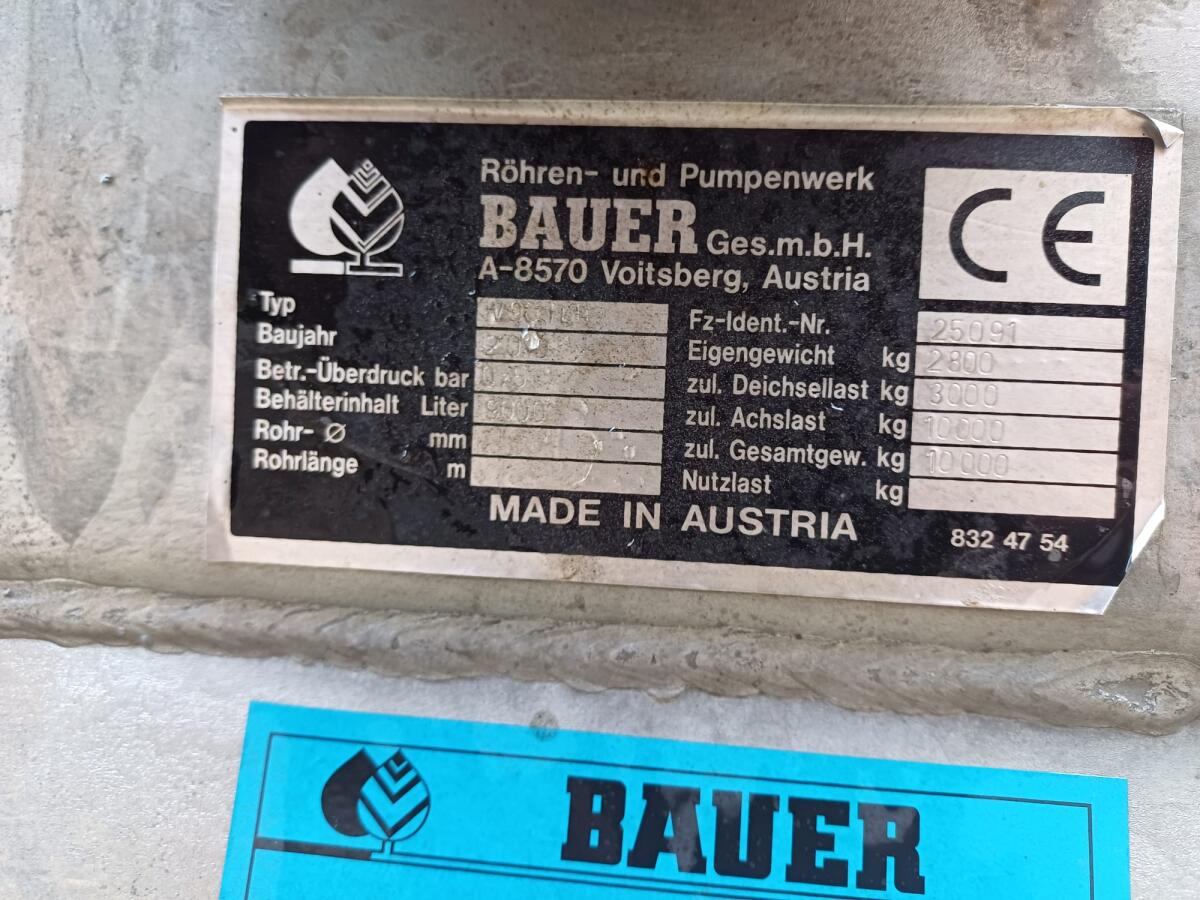 Röhren- und Pumpenwerk
BAUER Ges.m.b.H.
A-8570 Voitsberg, Austria
CE
Typ
Baujahr
Betr.-Überdruck bar
Behälterinhalt Liter 9000
Rohr-Ø mm
Rohrlänge m
Fz-Ident.-Nr. 25091
Eigengewicht kg 2800
zul. Deichsellast kg 3000
zul. Achslast kg 10000
zul. Gesamtgew. kg 10000
Nutzlast kg
MADE IN AUSTRIA
832 47 54
BAUER